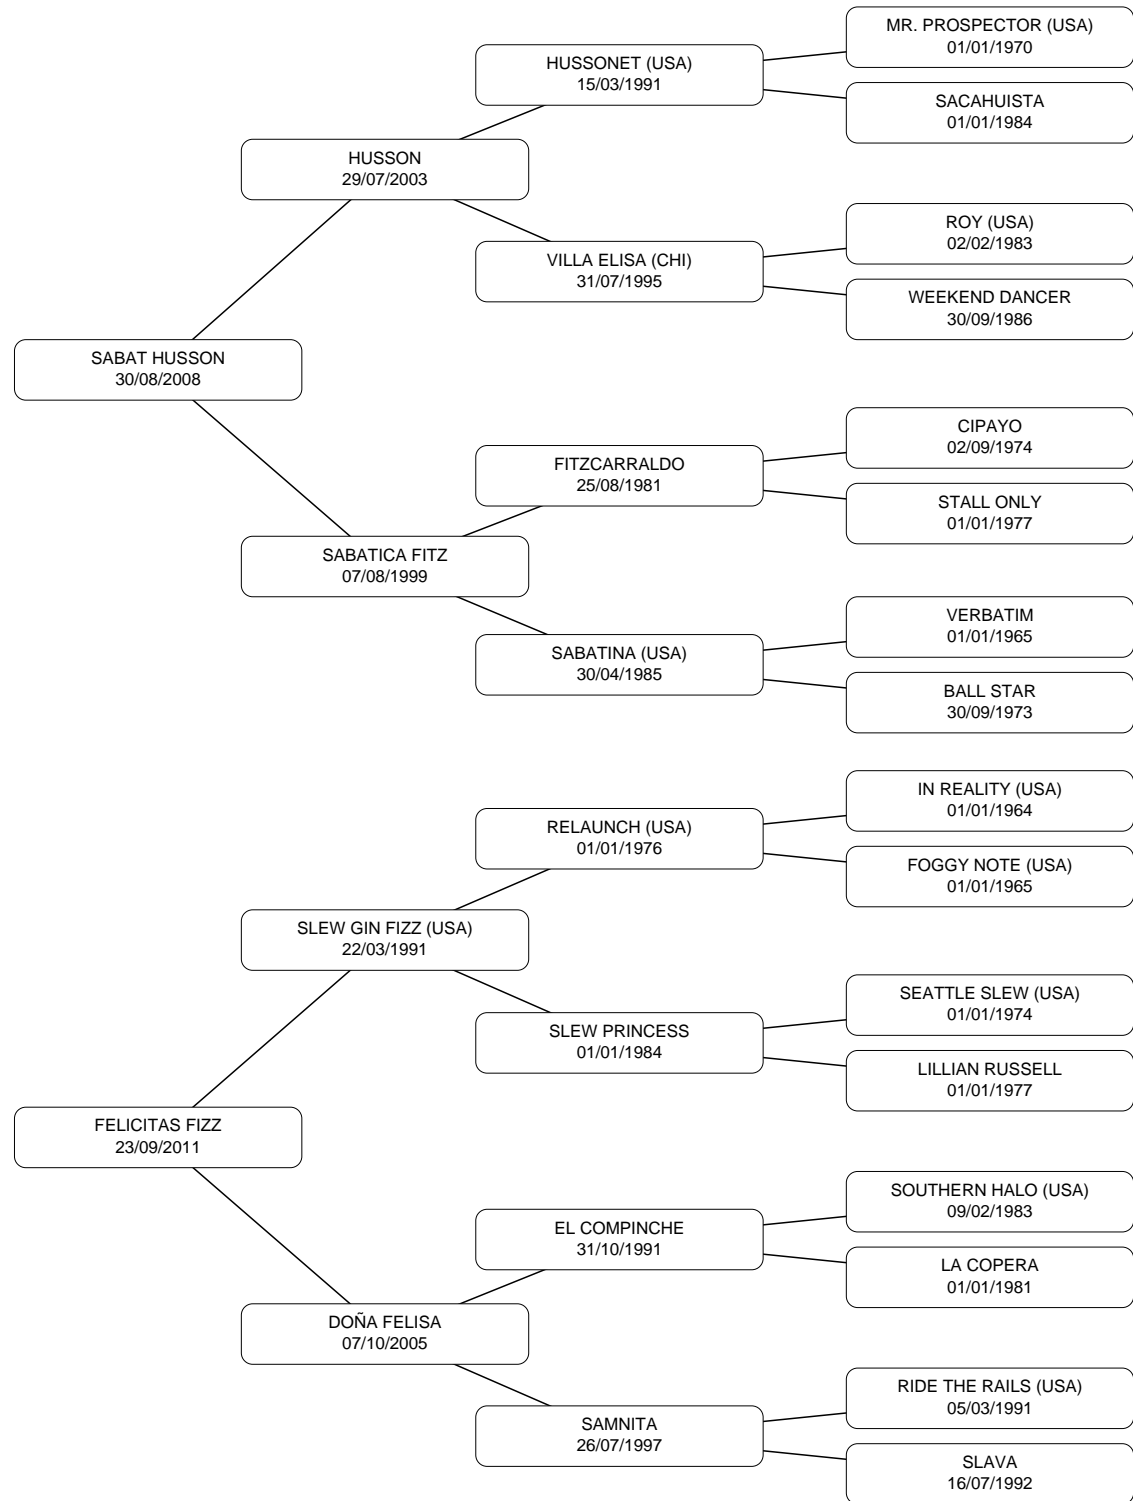 MR. PROSPECTOR (USA)
01/01/1970
HUSSONET (USA)
15/03/1991
SACAHUISTA
01/01/1984
HUSSON
29/07/2003
ROY (USA)
02/02/1983
VILLA ELISA (CHI)
31/07/1995
WEEKEND DANCER
30/09/1986
SABAT HUSSON
30/08/2008
CIPAYO
02/09/1974
FITZCARRALDO
25/08/1981
STALL ONLY
01/01/1977
SABATICA FITZ
07/08/1999
VERBATIM
01/01/1965
SABATINA (USA)
30/04/1985
BALL STAR
30/09/1973
IN REALITY (USA)
01/01/1964
RELAUNCH (USA)
01/01/1976
FOGGY NOTE (USA)
01/01/1965
SLEW GIN FIZZ (USA)
22/03/1991
SEATTLE SLEW (USA)
01/01/1974
SLEW PRINCESS
01/01/1984
LILLIAN RUSSELL
01/01/1977
FELICITAS FIZZ
23/09/2011
SOUTHERN HALO (USA)
09/02/1983
EL COMPINCHE
31/10/1991
LA COPERA
01/01/1981
DOÑA FELISA
07/10/2005
RIDE THE RAILS (USA)
05/03/1991
SAMNITA
26/07/1997
SLAVA
16/07/1992